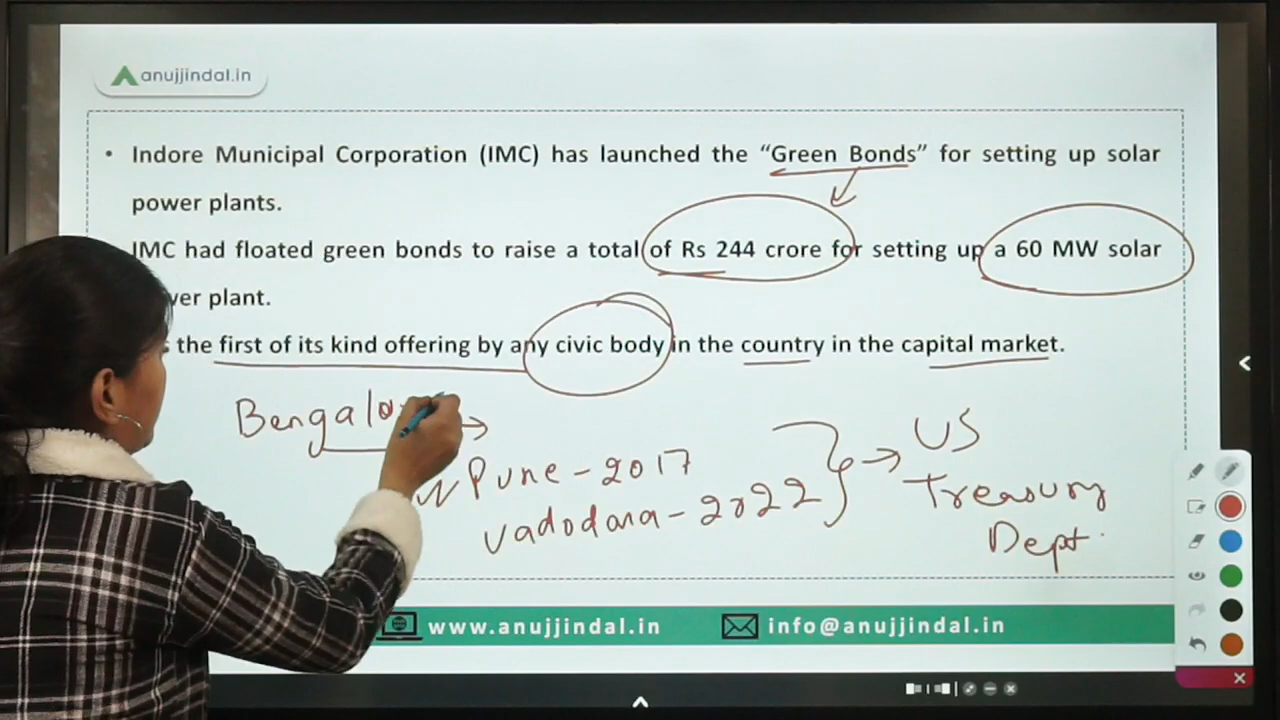 anujjindal.in
• Indore Municipal Corporation (IMC) has launched the “Green Bonds” for setting up solar
power plants.
IMC had floated green bonds to raise a total of Rs 244 crore for setting up a 60 MW solar
wer plant.
the first of its kind offering by any civic body in the country in the capital market.
Bengalo
Pune - 2017
vadodara - 2022
US
Treasury
Dept.
www.anujjindal.in
info@anujjindal.in